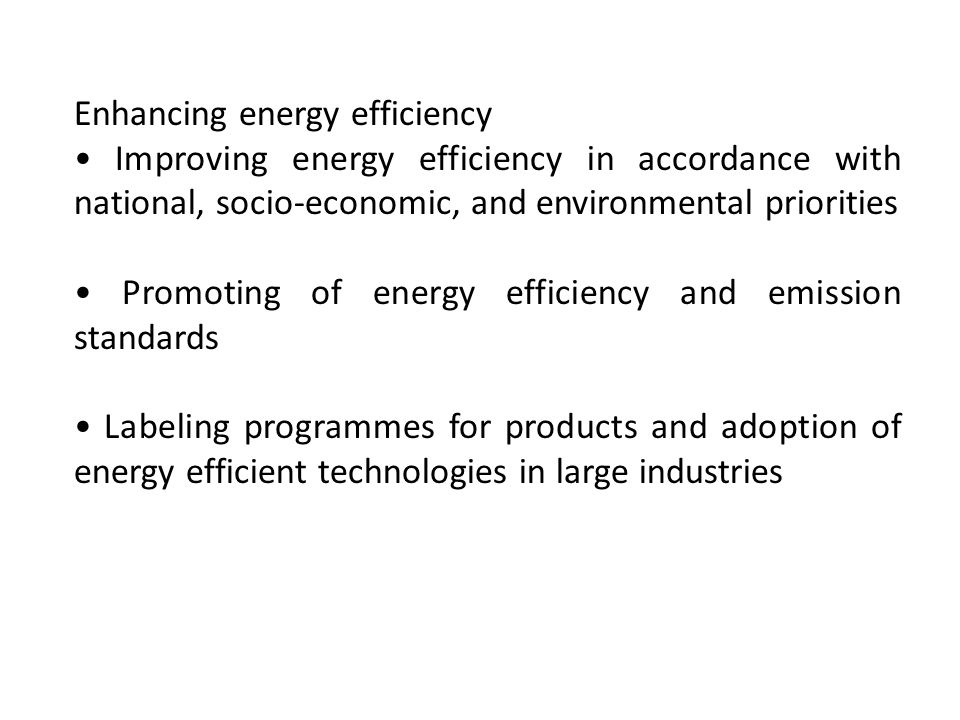 Enhancing energy efficiency
• Improving energy efficiency in accordance with
national, socio-economic, and environmental priorities
• Promoting of energy efficiency and emission
standards
• Labeling programmes for products and adoption of
energy efficient technologies in large industries